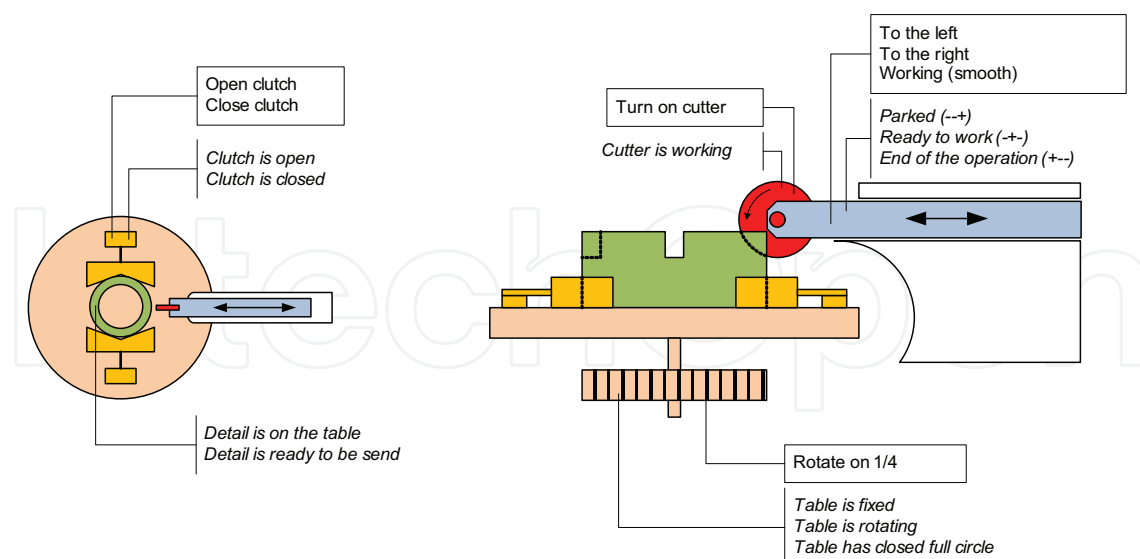 Open clutch
Close clutch
Clutch is open
Clutch is closed
Detail is on the table
Detail is ready to be send
To the left
To the right
Working (smooth)
Turn on cutter
Cutter is working
Parked (--+)
Ready to work (-+-)
End of the operation (+--)
Rotate on 1/4
Table is fixed
Table is rotating
Table has closed full circle